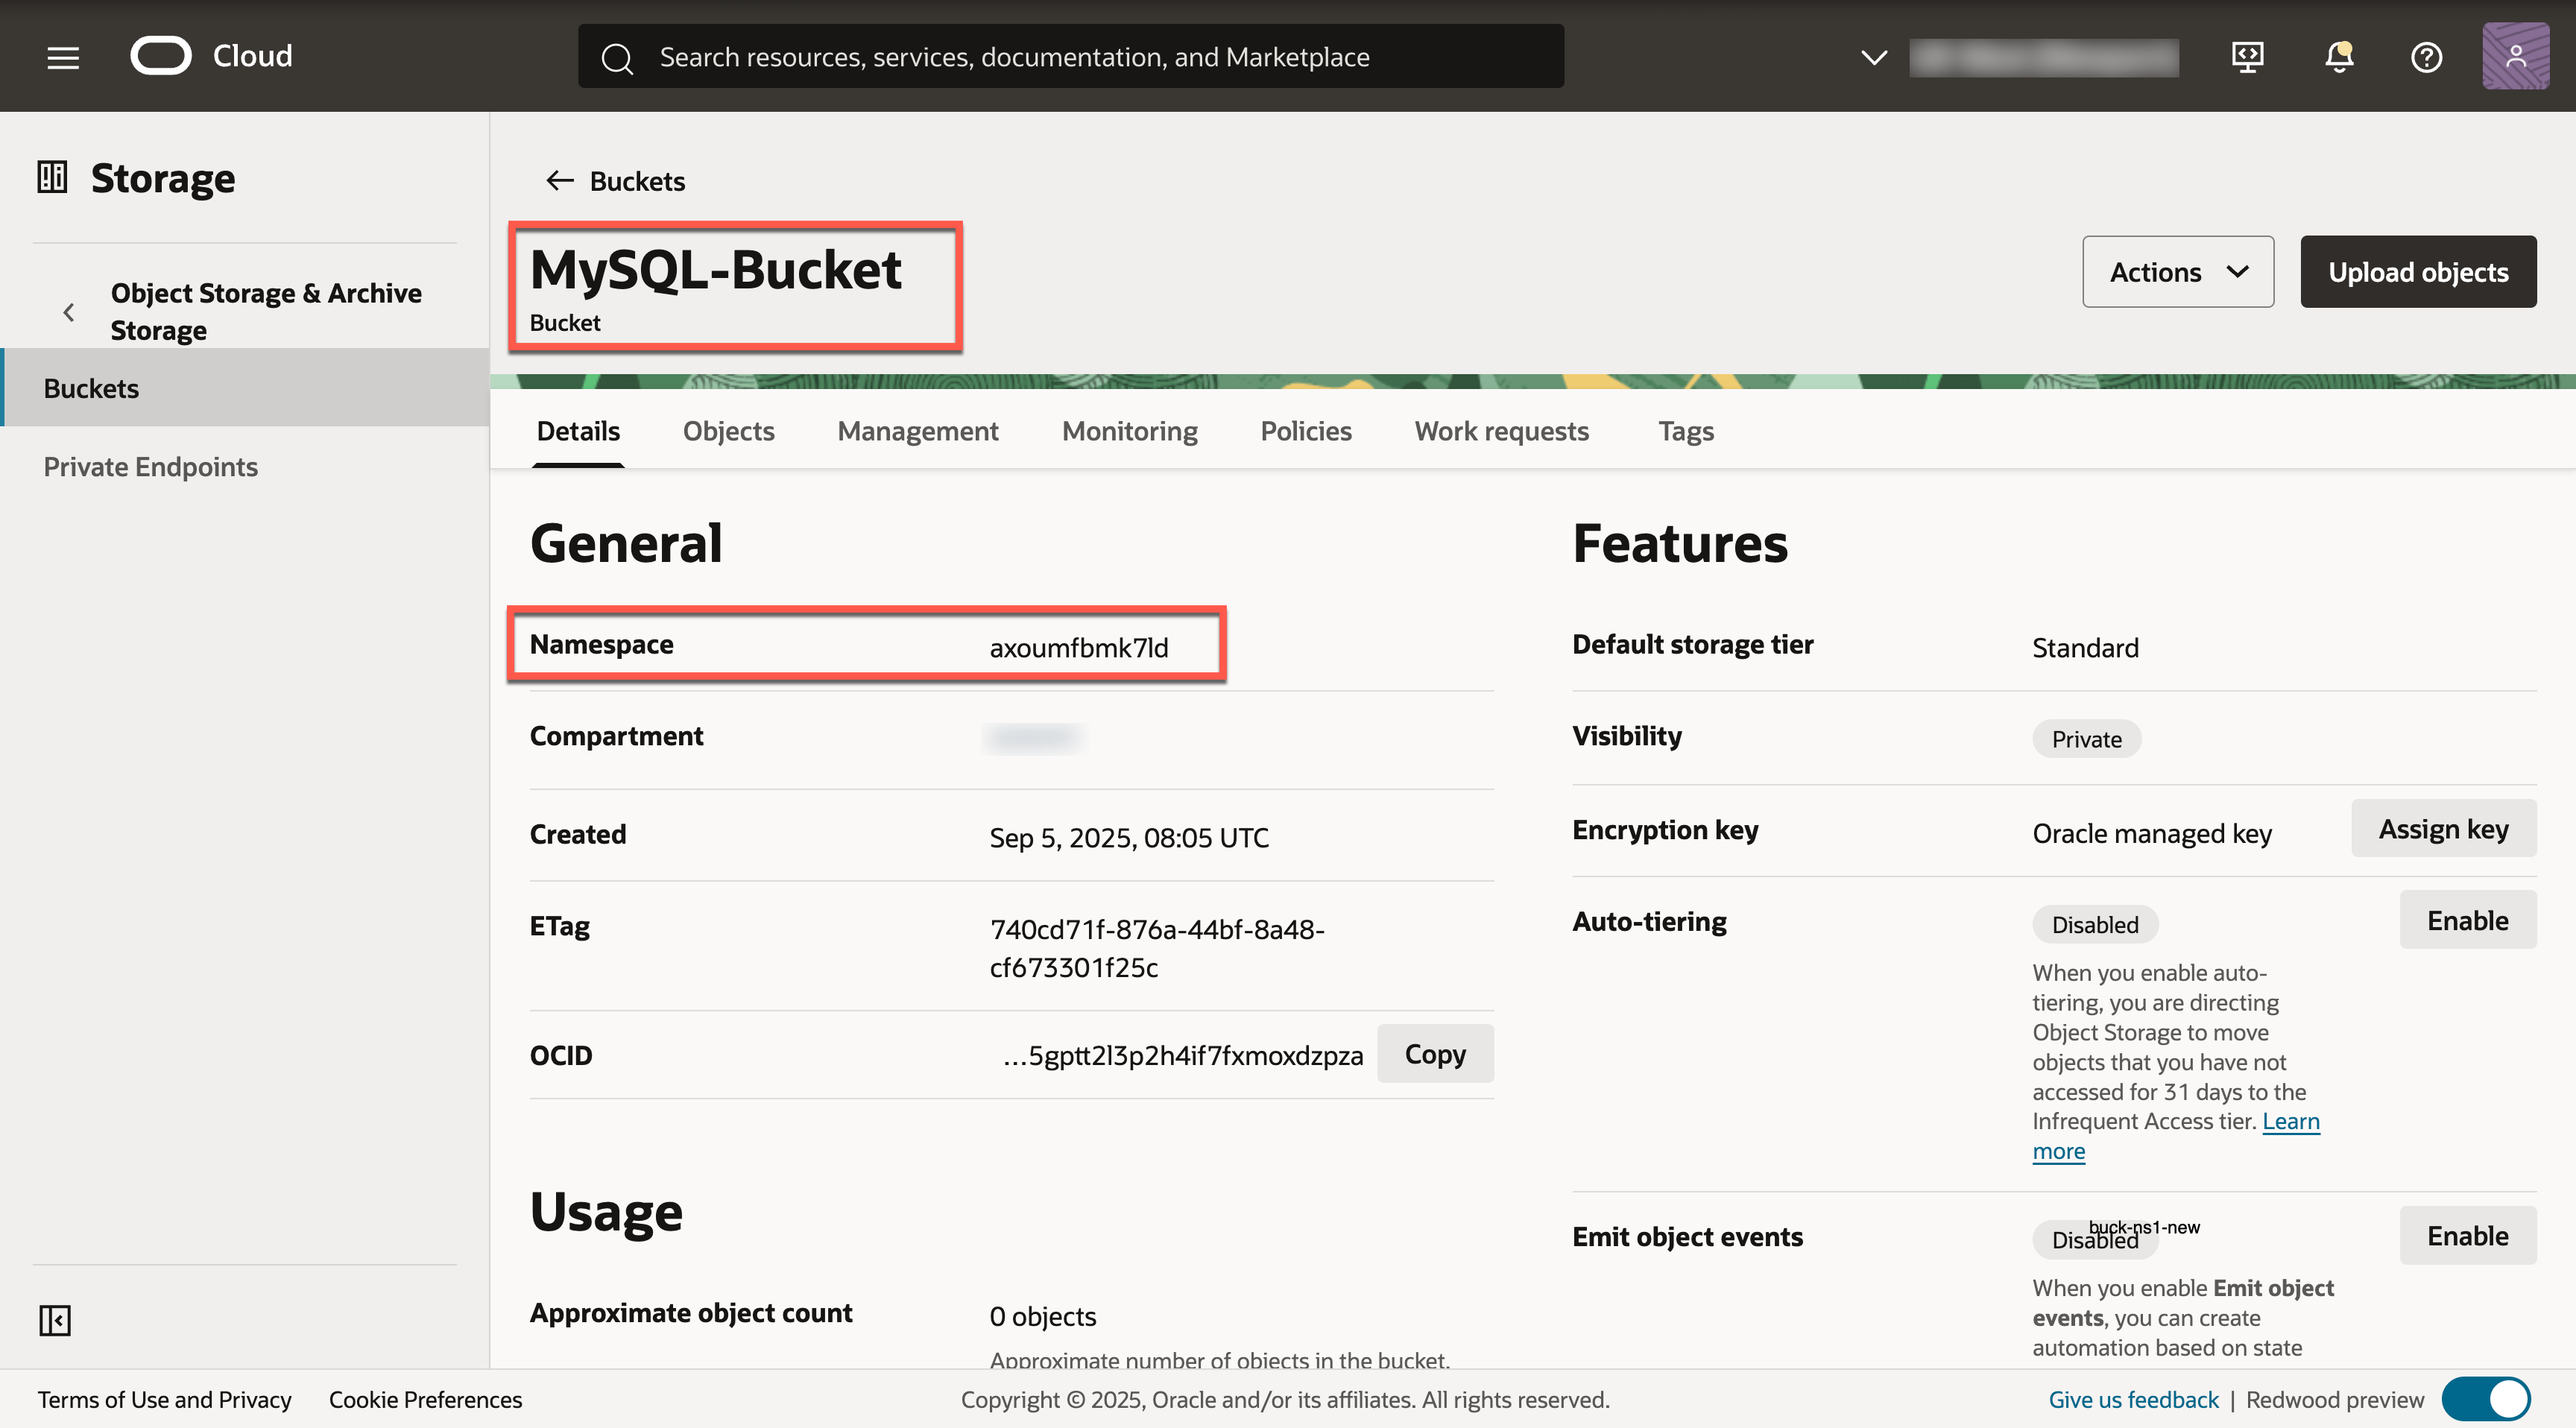 Cloud
Search resources, services, documentation, and Marketplace
Storage
Object Storage & Archive
Storage
Buckets
Private Endpoints
Buckets
MySQL-Bucket
Bucket
Actions
Upload objects
Details Objects Management Monitoring Policies Work requests Tags
General
Namespace axoumfbmk7ld
Compartment
Created Sep 5, 2025, 08:05 UTC
ETag 740cd71f-876a-44bf-8a48-
cf673301f25c
OCID ...5gptt2l3p2h4if7fxmoxdzpza Copy
Usage
Approximate object count 0 objects
Approximate number of objects in the bucket.
Features
Default storage tier Standard
Visibility Private
Encryption key Oracle managed key Assign key
Auto-tiering Disabled Enable
When you enable auto-
tiering, you are directing
Object Storage to move
objects that you have not
accessed for 31 days to the
Infrequent Access tier. Learn
more
buck-ns1-new
Emit object events Disabled Enable
When you enable Emit object
events, you can create
automation based on state
Terms of Use and Privacy Cookie Preferences Copyright © 2025, Oracle and/or its affiliates. All rights reserved. Give us feedback | Redwood preview